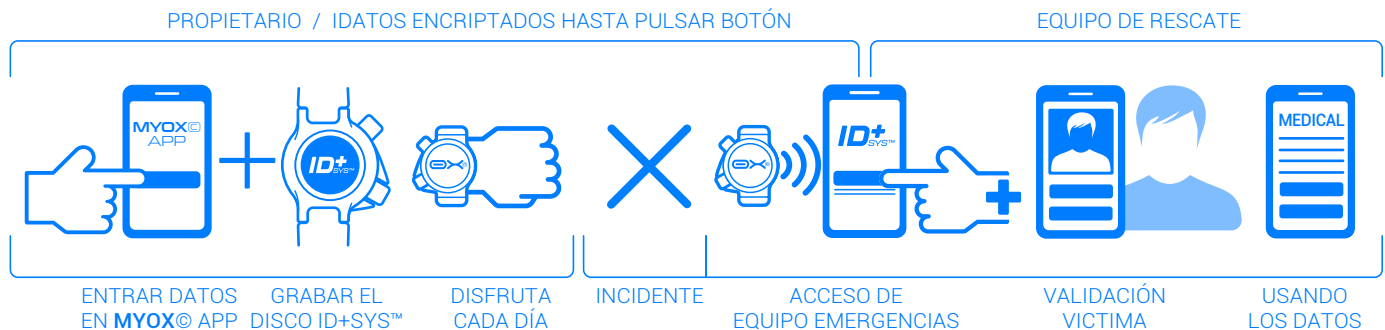 PROPIETARIO / IDATOS ENCRIPTADOS HASTA PULSAR BOTÓN
EQUIPO DE RESCATE
MYOX©
APP
ID+
SYS™
OX®
OX®
ID+
SYS™
MEDICAL
ENTRAR DATOS
EN MYOX© APP
GRABAR EL
DISCO ID+SYS™
DISFRUTA
CADA DÍA
INCIDENTE
ACCESO DE
EQUIPO EMERGENCIAS
VALIDACIÓN
VICTIMA
USANDO
LOS DATOS